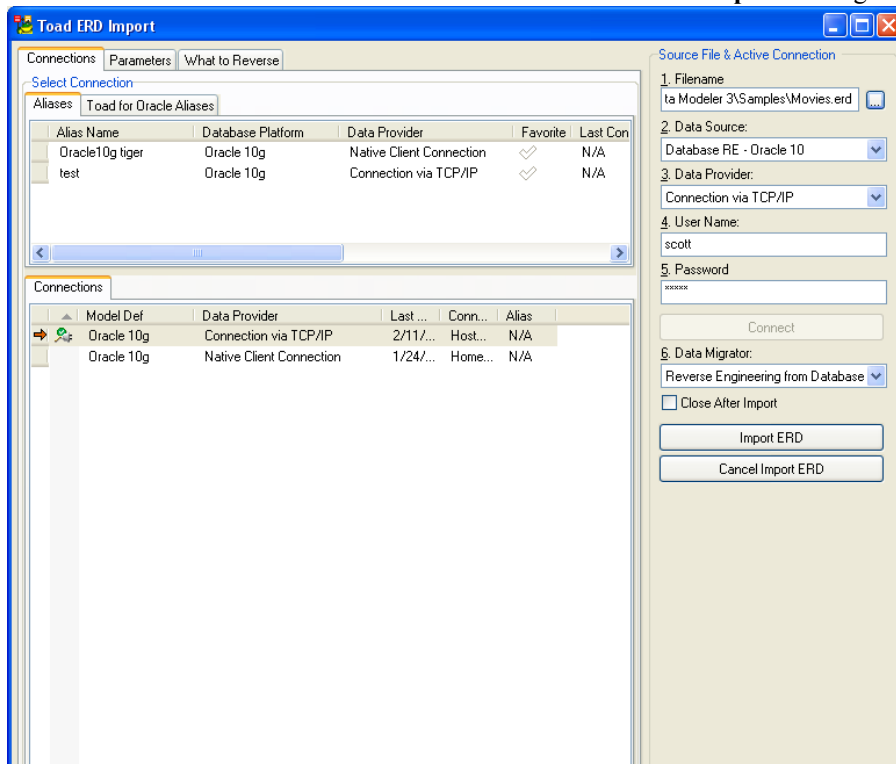 Toad ERD Import
Connections Parameters What to Reverse
Select Connection
Aliases Toad for Oracle Aliases
Alias Name Database Platform Data Provider Favorite Last Con
Oracle10g tiger Oracle 10g Native Client Connection N/A
test Oracle 10g Connection via TCP/IP N/A
Connections
Model Def Data Provider Last ... Conn... Alias
Oracle 10g Connection via TCP/IP 2/11/... Host... N/A
Oracle 10g Native Client Connection 1/24/... Home... N/A
Source File & Active Connection
1. Filename
ta Modeler 3\Samples\Movies.erd ...
2. Data Source:
Database RE - Oracle 10
3. Data Provider:
Connection via TCP/IP
4. User Name:
scott
5. Password
*****
Connect
6. Data Migrator:
Reverse Engineering from Database
Close After Import
Import ERD
Cancel Import ERD